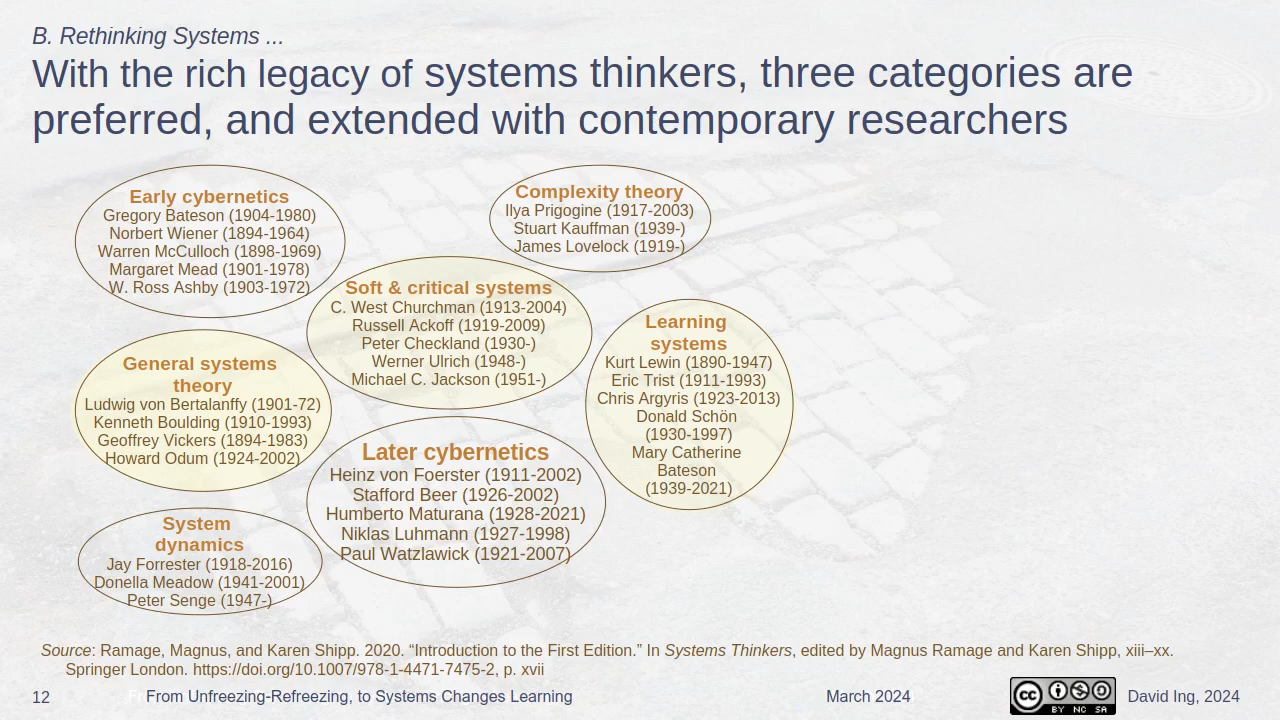 B. Rethinking Systems ...
With the rich legacy of systems thinkers, three categories are
preferred, and extended with contemporary researchers
Early cybernetics
Gregory Bateson (1904-1980)
Norbert Wiener (1894-1964)
Warren McCulloch (1898-1969)
Margaret Mead (1901-1978)
W. Ross Ashby (1903-1972)
Complexity theory
Ilya Prigogine (1917-2003)
Stuart Kauffman (1939-)
James Lovelock (1919-)
Soft & critical systems
C. West Churchman (1913-2004)
Russell Ackoff (1919-2009)
Peter Checkland (1930-)
Werner Ulrich (1948-)
Michael C. Jackson (1951-)
Learning
systems
Kurt Lewin (1890-1947)
Eric Trist (1911-1993)
Chris Argyris (1923-2013)
Donald Schön
(1930-1997)
Mary Catherine
Bateson
(1939-2021)
General systems
theory
Ludwig von Bertalanffy (1901-72)
Kenneth Boulding (1910-1993)
Geoffrey Vickers (1894-1983)
Howard Odum (1924-2002)
Later cybernetics
Heinz von Foerster (1911-2002)
Stafford Beer (1926-2002)
Humberto Maturana (1928-2021)
Niklas Luhmann (1927-1998)
Paul Watzlawick (1921-2007)
System
dynamics
Jay Forrester (1918-2016)
Donella Meadow (1941-2001)
Peter Senge (1947-)
Source: Ramage, Magnus, and Karen Shipp. 2020. “Introduction to the First Edition.” In Systems Thinkers, edited by Magnus Ramage and Karen Shipp, xiii–xx.
Springer London. https://doi.org/10.1007/978-1-4471-7475-2, p. xvii
12
From Unfreezing-Refreezing, to Systems Changes Learning
March 2024
cc BY NC SA
David Ing, 2024